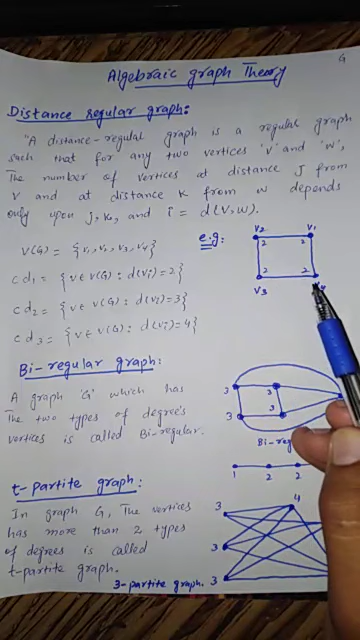 G
Algebraic graph Theory
Distance regular graph:
"A distance-regular graph is a regular graph
such that for any two vertices 'V' and 'W',
The number of vertices at distance J from
V and at distance K from w depends
only upon j, k, and i = d(V,W).
V(G) = {v1, v2, v3, v4}
cd1 = {v∈V(G): d(vi)=2}
cd2 = {v∈V(G): d(vi)=3}
cd3 = {v∈V(G): d(vi)=4}
e.g:
V2 V1
2 2
2 2
V3 V4
Bi-regular graph:
A graph 'G' which has
The two types of degree's
vertices is called Bi-regular.
3 3
3 3
Bi-reg
1 2 2
t-partite graph:
In graph G, The vertices
has more than 2 types
of degrees is called
t-partite graph.
3 4
3
3
3-partite graph.